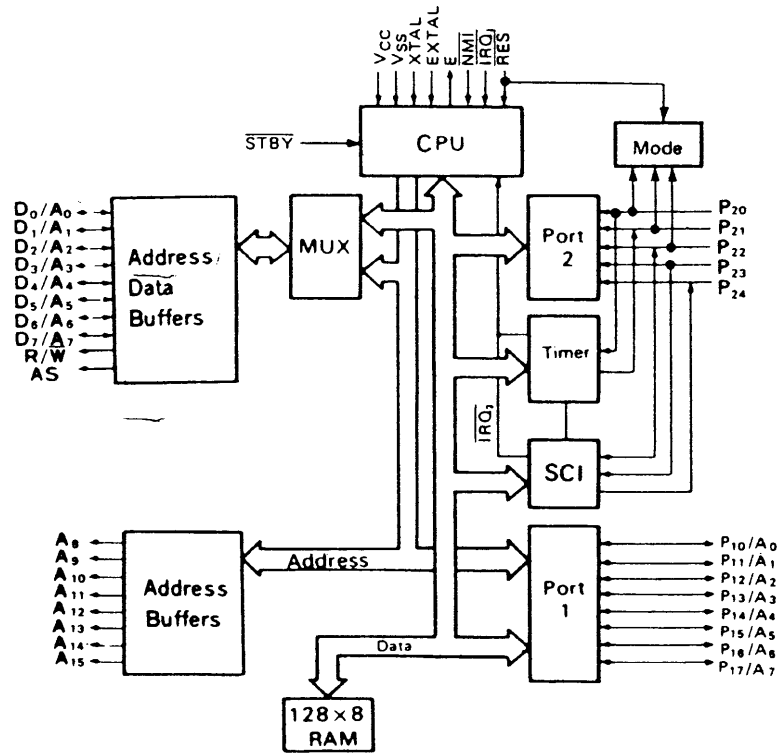 VCC
VSS
XTAL
EXTAL
E
NMI
IRQ1
RES
STBY
CPU
Mode
D0/A0
D1/A1
D2/A2
D3/A3
D4/A4
D5/A5
D6/A6
D7/A7
R/W
AS
Address/
Data
Buffers
MUX
Port
2
P20
P21
P22
P23
P24
Timer
IRQ2
SCI
A8
A9
A10
A11
A12
A13
A14
A15
Address
Buffers
Address
Data
Port
1
P10/A0
P11/A1
P12/A2
P13/A3
P14/A4
P15/A5
P16/A6
P17/A7
128×8
RAM